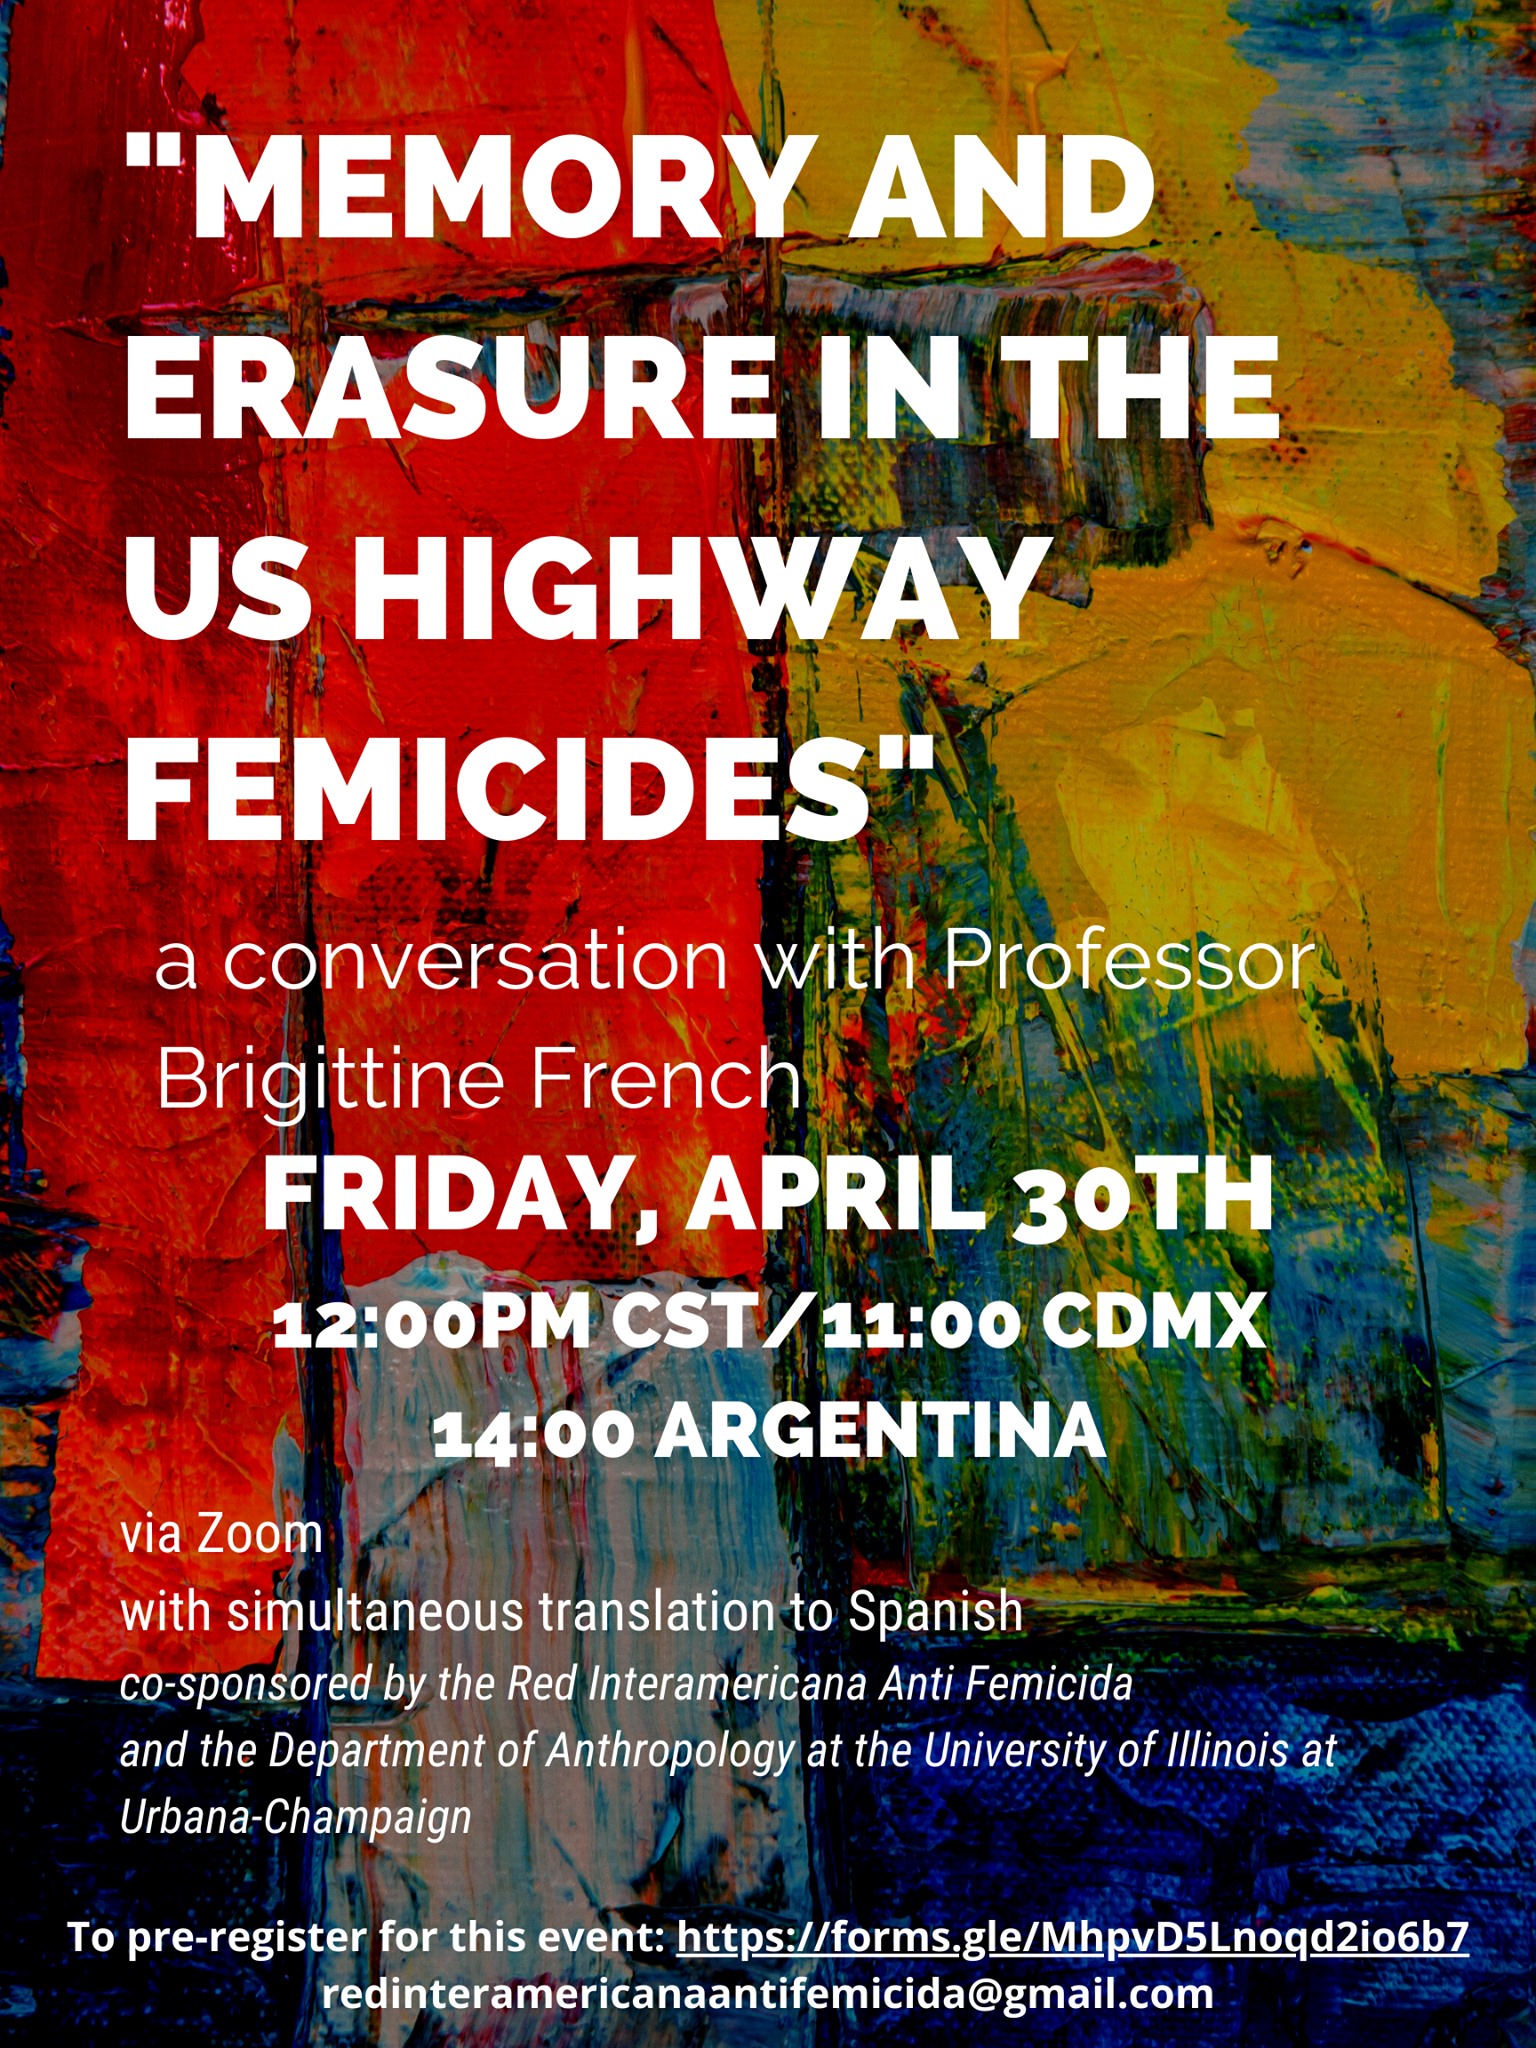 "MEMORY AND
ERASURE IN THE
US HIGHWAY
FEMICIDES"
a conversation with Professor
Brigittine French
FRIDAY, APRIL 30TH
12:00PM CST/11:00 CDMX
14:00 ARGENTINA
via Zoom
with simultaneous translation to Spanish
co-sponsored by the Red Interamericana Anti Femicida
and the Department of Anthropology at the University of Illinois at
Urbana-Champaign
To pre-register for this event: https://forms.gle/MhpvD5Lnoqd2io6b7
redinteramericanaantifemicida@gmail.com